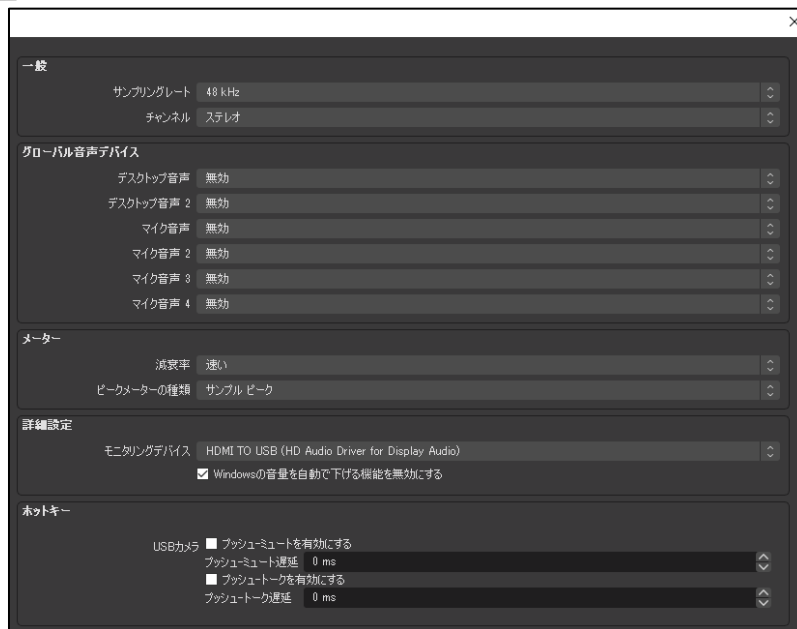 一般
サンプリングレート 48 kHz
チャンネル ステレオ
グローバル音声デバイス
デスクトップ音声 無効
デスクトップ音声 2 無効
マイク音声 無効
マイク音声 2 無効
マイク音声 3 無効
マイク音声 4 無効
メーター
減衰率 速い
ピークメーターの種類 サンプル ピーク
詳細設定
モニタリングデバイス HDMI TO USB (HD Audio Driver for Display Audio)
Windowsの音量を自動で下げる機能を無効にする
ホットキー
USBカメラ プッシュ-ミュートを有効にする
プッシュ-ミュート遅延 0 ms
プッシュ-トークを有効にする
プッシュ-トーク遅延 0 ms